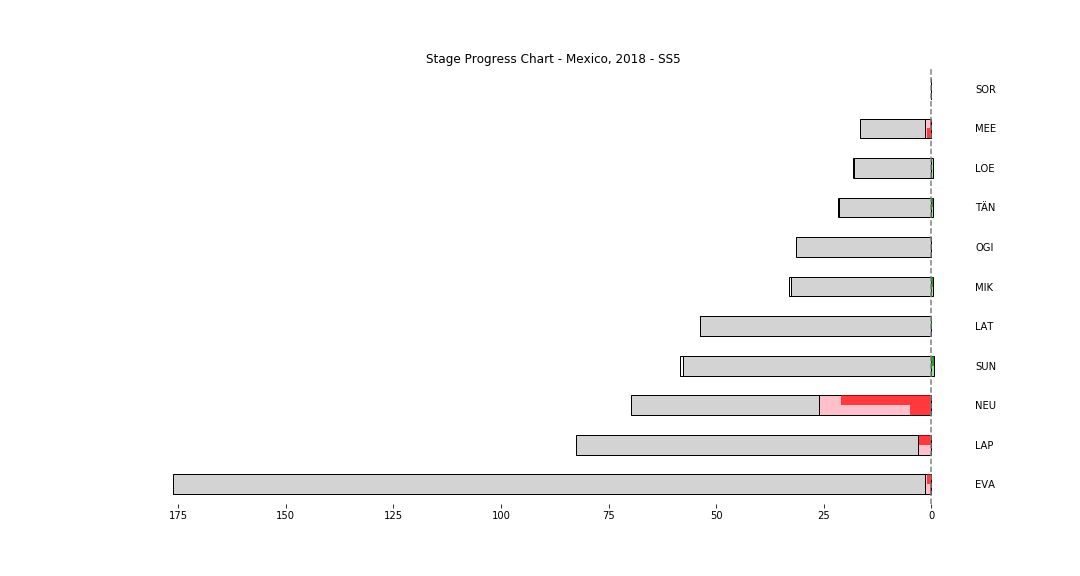 Stage Progress Chart - Mexico, 2018 - SS5
SOR
MEE
LOE
TÄN
OGI
MIK
LAT
SUN
NEU
LAP
EVA
175 150 125 100 75 50 25 0